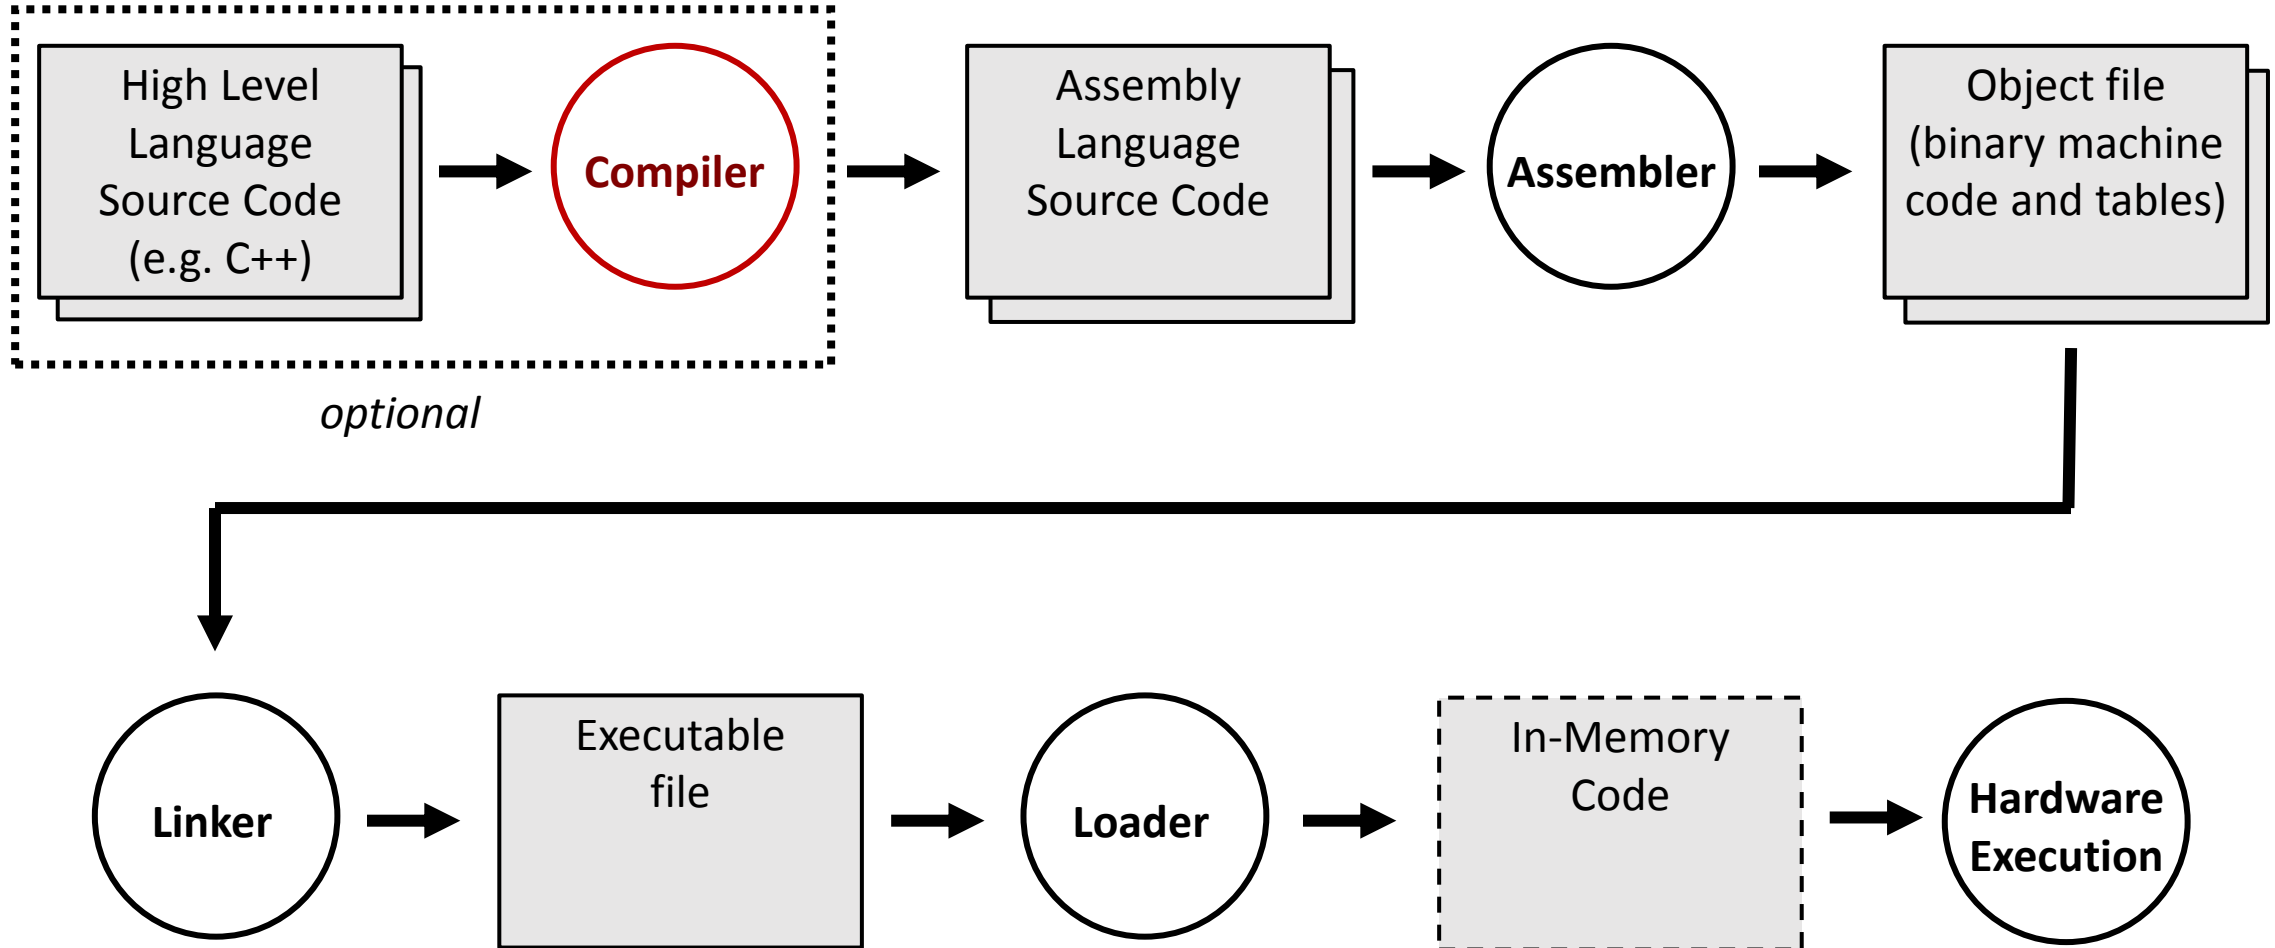 High Level
Language
Source Code
(e.g. C++)
Compiler
Assembly
Language
Source Code
Assembler
Object file
(binary machine
code and tables)
optional
Linker
Executable
file
Loader
In-Memory
Code
Hardware
Execution